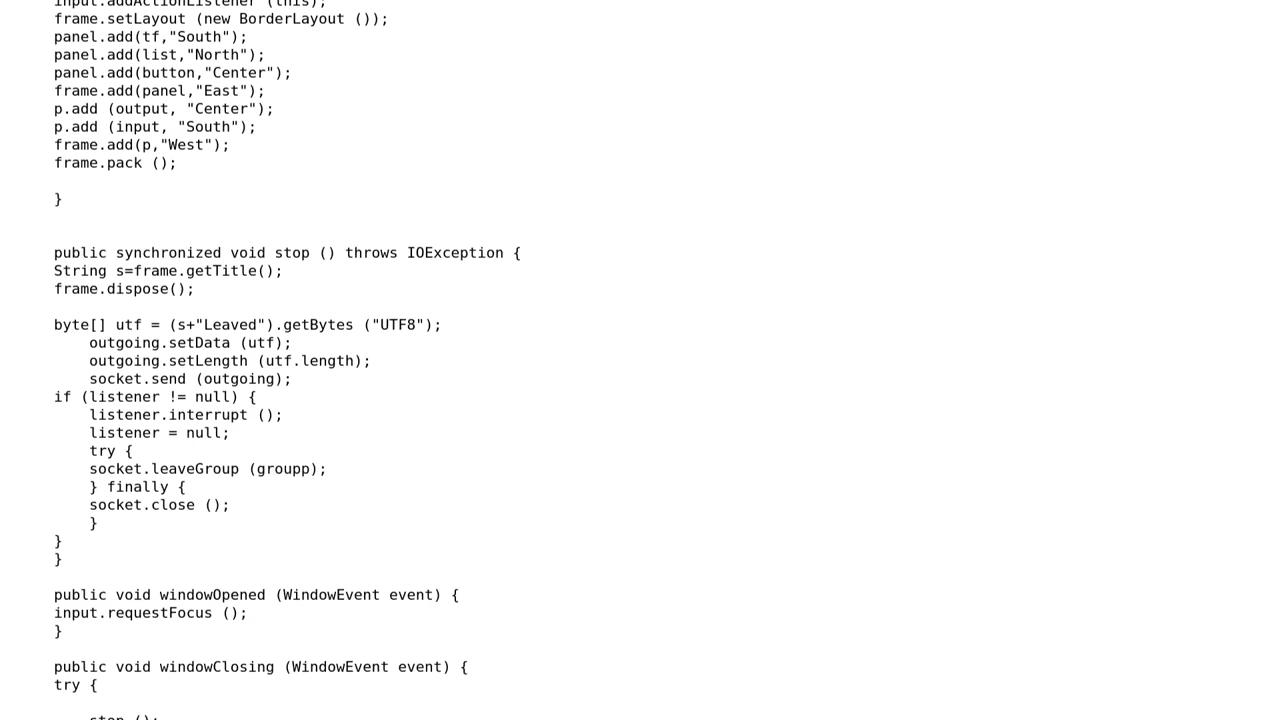 input.addActionListener (this);
frame.setLayout (new BorderLayout ());
panel.add(tf,"South");
panel.add(list,"North");
panel.add(button,"Center");
frame.add(panel,"East");
p.add (output, "Center");
p.add (input, "South");
frame.add(p,"West");
frame.pack ();

}


public synchronized void stop () throws IOException {
String s=frame.getTitle();
frame.dispose();

byte[] utf = (s+"Leaved").getBytes ("UTF8");
    outgoing.setData (utf);
    outgoing.setLength (utf.length);
    socket.send (outgoing);
if (listener != null) {
    listener.interrupt ();
    listener = null;
    try {
    socket.leaveGroup (groupp);
    } finally {
    socket.close ();
    }
}
}

public void windowOpened (WindowEvent event) {
input.requestFocus ();
}

public void windowClosing (WindowEvent event) {
try {

    stop ();